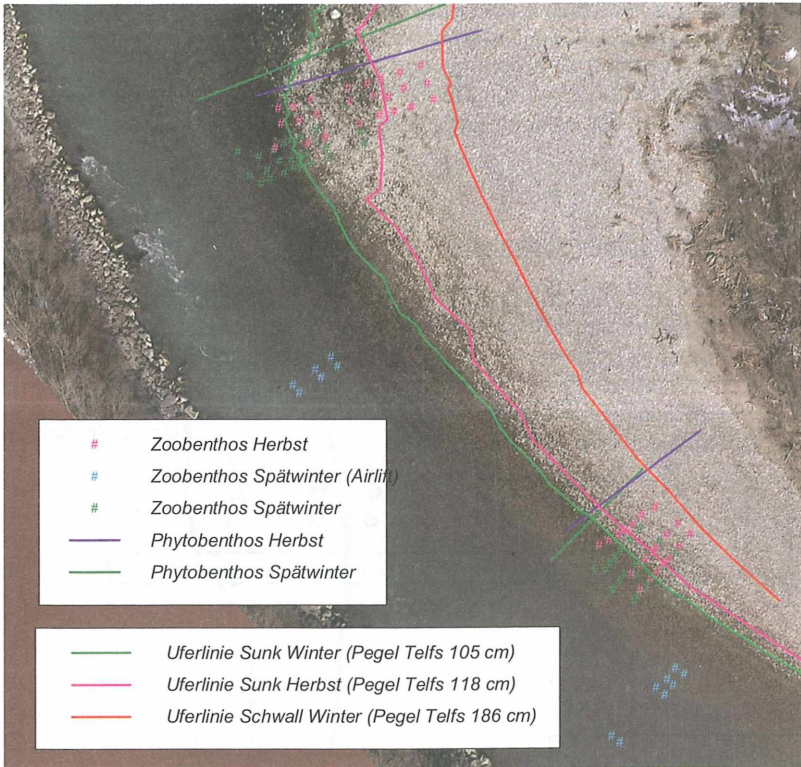 # Zoobenthos Herbst
# Zoobenthos Spätwinter (Airlift)
# Zoobenthos Spätwinter
Phytobenthos Herbst
Phytobenthos Spätwinter
Uferlinie Sunk Winter (Pegel Telfs 105 cm)
Uferlinie Sunk Herbst (Pegel Telfs 118 cm)
Uferlinie Schwall Winter (Pegel Telfs 186 cm)